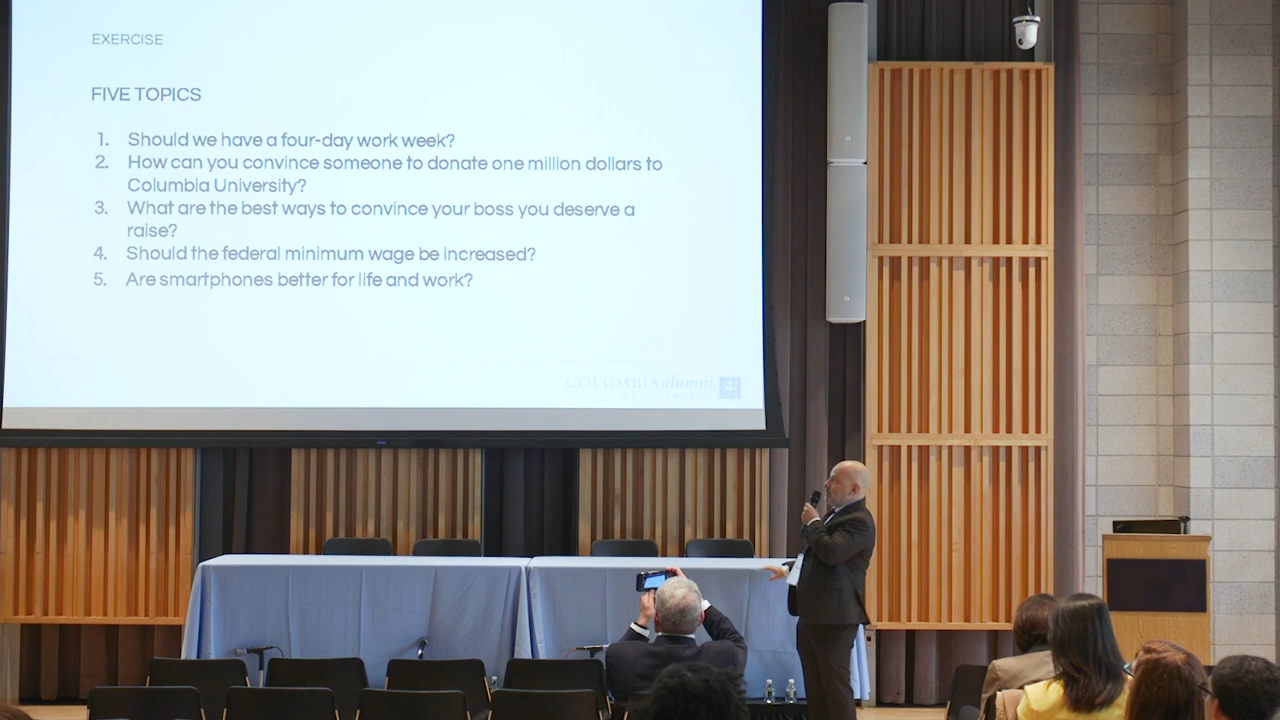 EXERCISE
FIVE TOPICS
1. Should we have a four-day work week?
2. How can you convince someone to donate one million dollars to
Columbia University?
3. What are the best ways to convince your boss you deserve a
raise?
4. Should the federal minimum wage be increased?
5. Are smartphones better for life and work?
COLUMBIA alumni